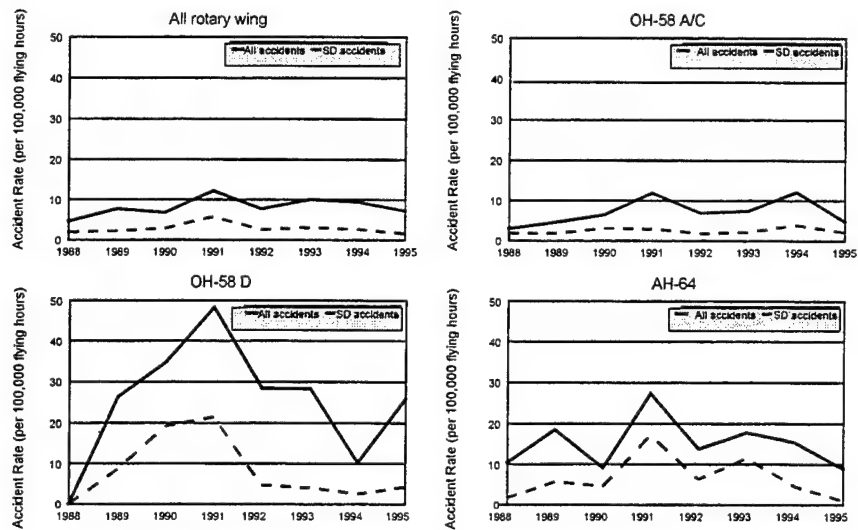 All rotary wing
Accident Rate (per 100,000 flying hours)
All accidents SD accidents
50
40
30
20
10
0
1988 1989 1990 1991 1992 1993 1994 1995
OH-58 A/C
Accident Rate (per 100,000 flying hours)
All accidents SD accidents
50
40
30
20
10
0
1988 1989 1990 1991 1992 1993 1994 1995
OH-58 D
Accident Rate (per 100,000 flying hours)
All accidents SD accidents
50
40
30
20
10
0
1988 1989 1990 1991 1992 1993 1994 1995
AH-64
Accident Rate (per 100,000 flying hours)
All accidents SD accidents
50
40
30
20
10
0
1988 1989 1990 1991 1992 1993 1994 1995